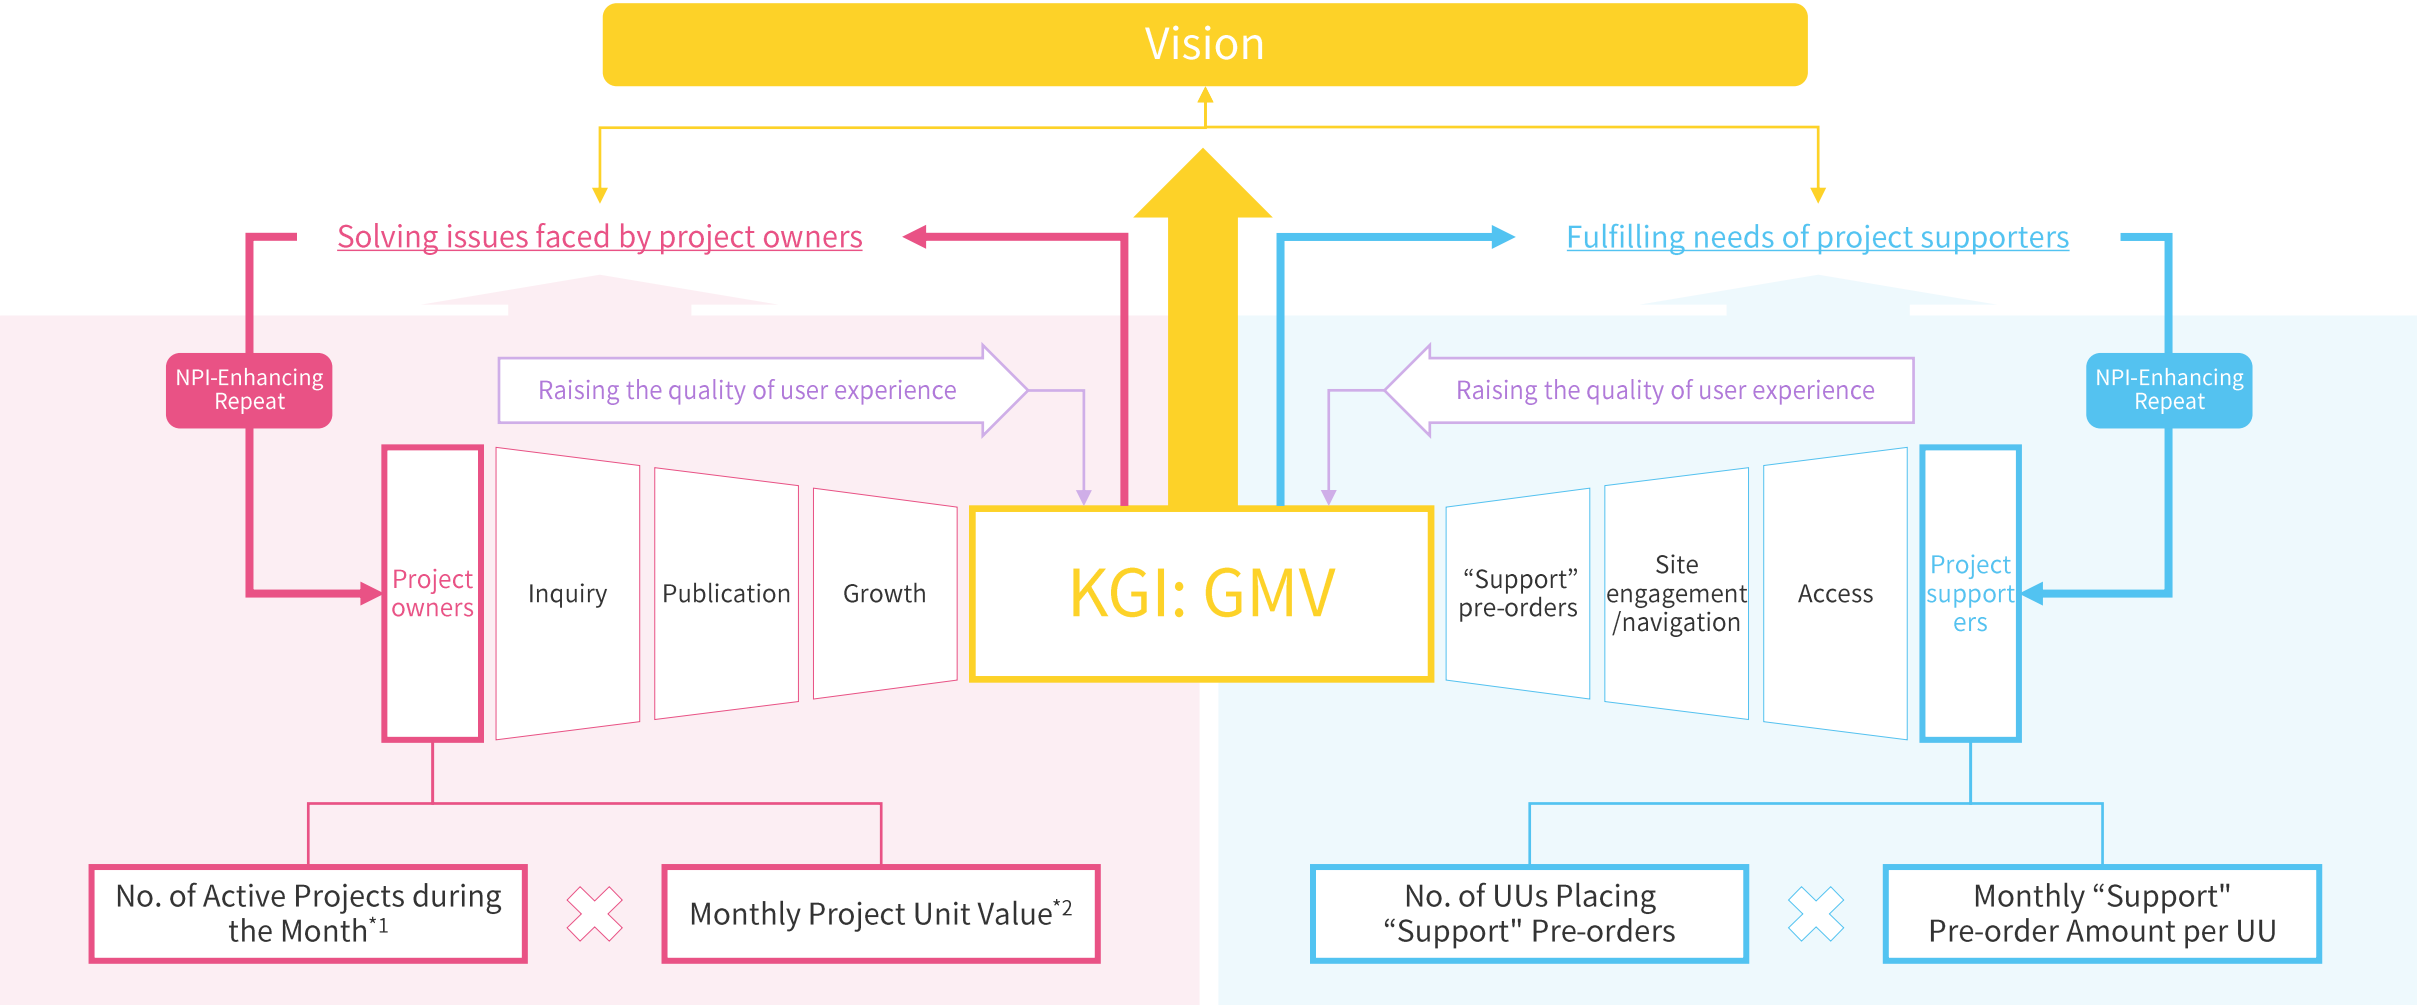 Vision
Solving issues faced by project owners
Fulfilling needs of project supporters
NPI-Enhancing
Repeat
Raising the quality of user experience
Raising the quality of user experience
NPI-Enhancing
Repeat
Project
owners
Inquiry
Publication
Growth
KGI: GMV
“Support”
pre-orders
Site
engagement
/navigation
Access
Project
support
ers
No. of Active Projects during
the Month*1
Monthly Project Unit Value*2
No. of UUs Placing
“Support" Pre-orders
Monthly “Support"
Pre-order Amount per UU